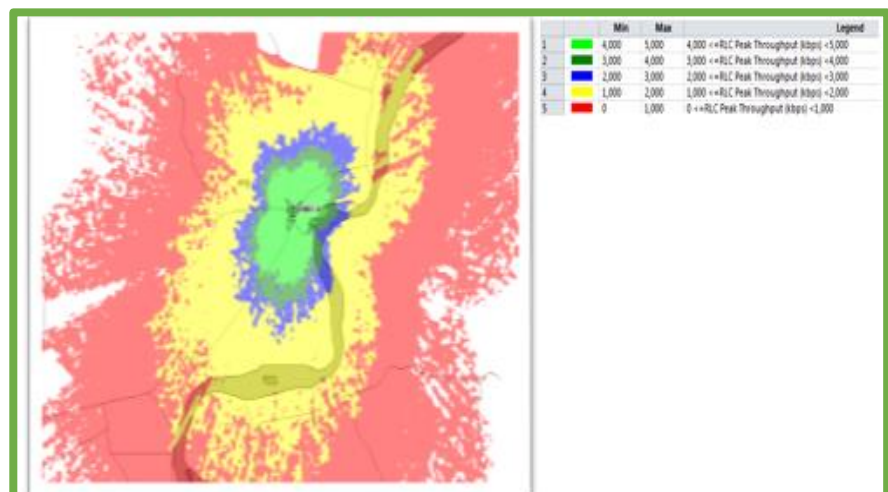 Min Max Legend
1 4,000 5,000 4,000 <=RLC Peak Throughput (kbps) <5,000
2 3,000 4,000 3,000 <=RLC Peak Throughput (kbps) <4,000
3 2,000 3,000 2,000 <=RLC Peak Throughput (kbps) <3,000
4 1,000 2,000 1,000 <=RLC Peak Throughput (kbps) <2,000
5 0 1,000 0 <=RLC Peak Throughput (kbps) <1,000